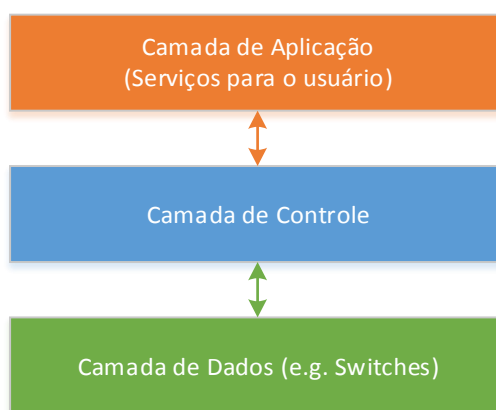 Camada de Aplicação
(Serviços para o usuário)
Camada de Controle
Camada de Dados (e.g. Switches)